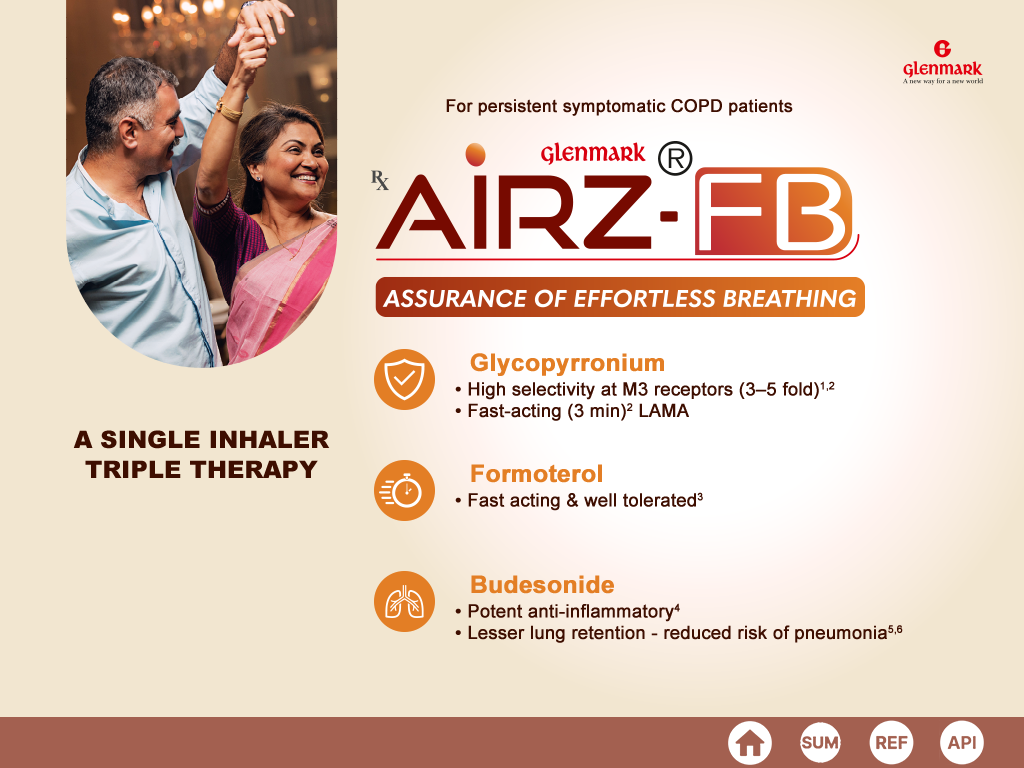 Glenmark
A new way for a new world
For persistent symptomatic COPD patients
Glenmark ®
Rx AIRZ-FB
ASSURANCE OF EFFORTLESS BREATHING
A SINGLE INHALER
TRIPLE THERAPY
Glycopyrronium
• High selectivity at M3 receptors (3–5 fold)1,2
• Fast-acting (3 min)2 LAMA
Formoterol
• Fast acting & well tolerated3
Budesonide
• Potent anti-inflammatory4
• Lesser lung retention - reduced risk of pneumonia5,6
SUM REF API